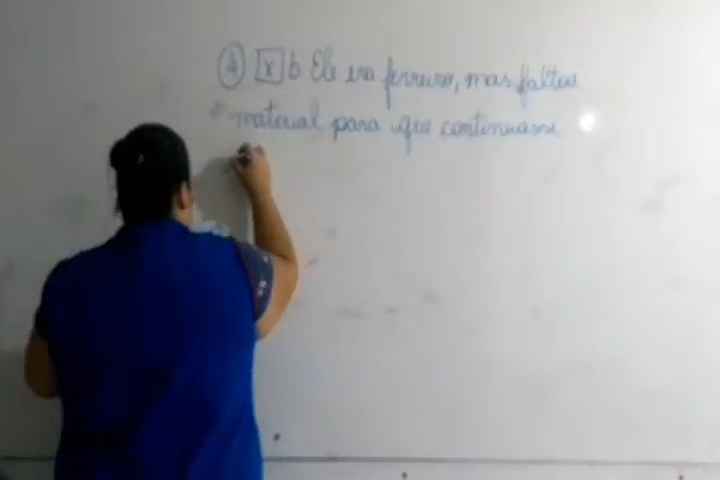 ④ [x] b. Ele era ferreiro, mas faltou
material para que continuasse